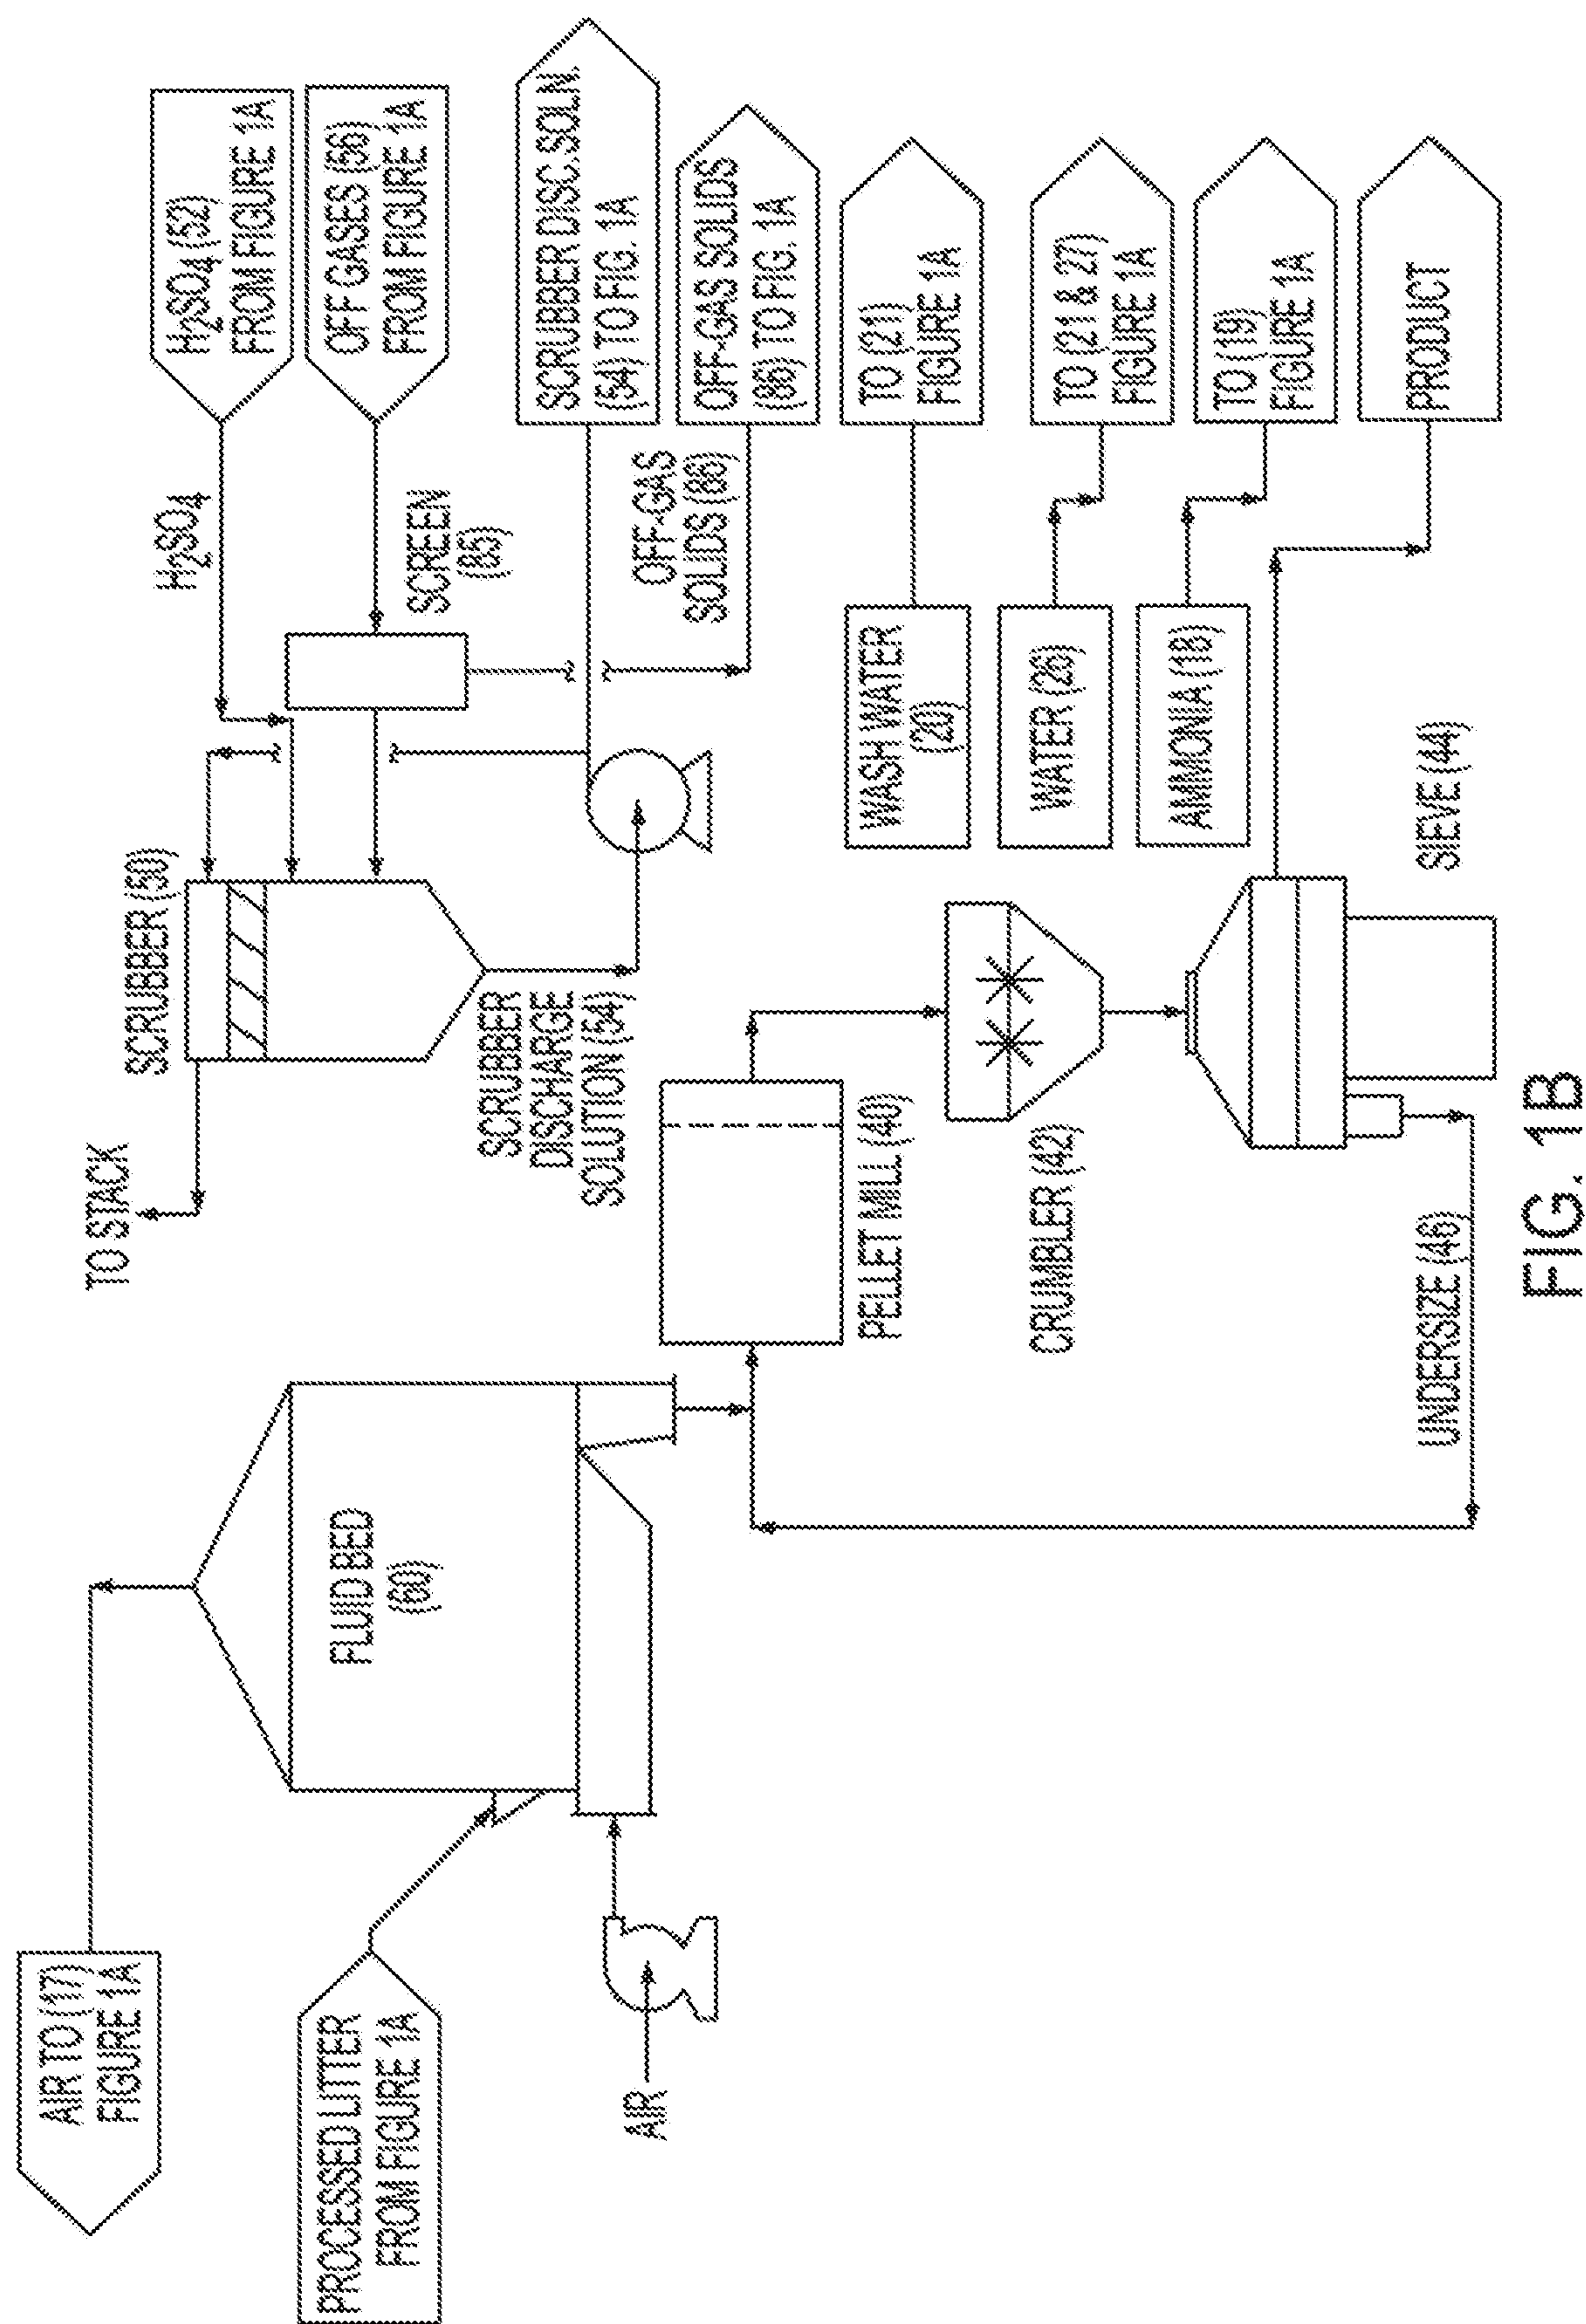 AIR TO (17)
FIGURE 1A
PROCESSED LITTER
FROM FIGURE 1A
AIR
FLUID BED
(60)
TO STACK
SCRUBBER (50)
SCRUBBER
DISCHARGE
SOLUTION (54)
H2SO4
SCREEN
(85)
OFF-GAS
SOLIDS (86)
H2SO4 (52)
FROM FIGURE 1A
OFF GASES (56)
FROM FIGURE 1A
SCRUBBER DISC. SOLN.
(54) TO FIG. 1A
OFF-GAS SOLIDS
(86) TO FIG. 1A
WASH WATER
(20)
TO (21)
FIGURE 1A
WATER (26)
TO (21 & 27)
FIGURE 1A
AMMONIA (18)
TO (19)
FIGURE 1A
PRODUCT
PELLET MILL (40)
CRUMBLER (42)
SIEVE (44)
UNDERSIZE (46)
FIG. 1B